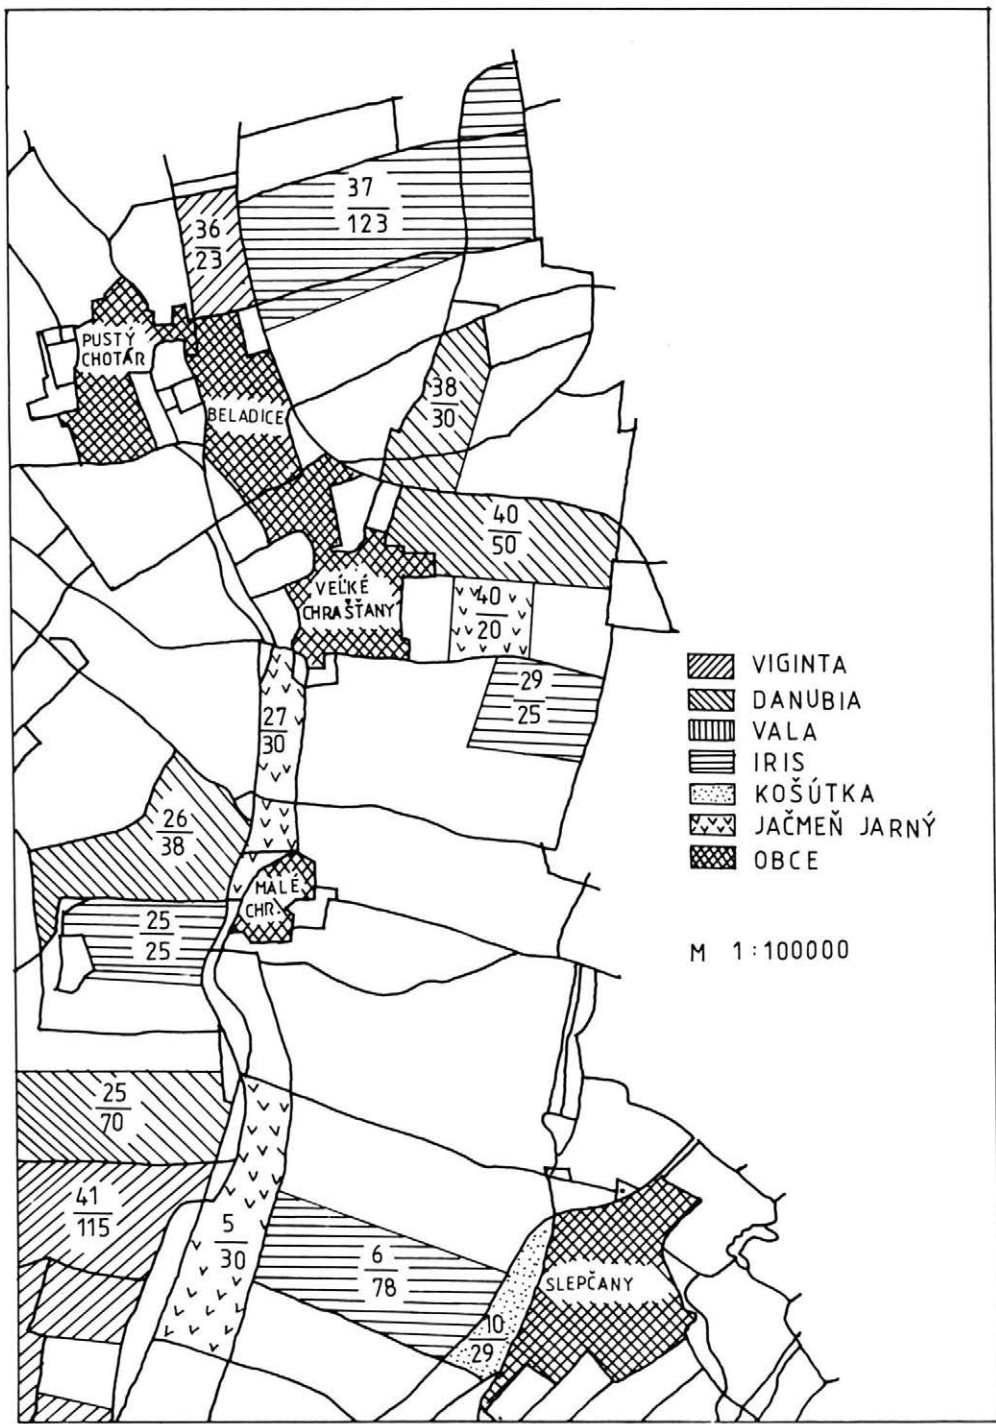 37
123
36
23
PUSTÝ
CHOTÁR
38
30
BELADICE
40
50
VEĽKÉ
CHRAŠŤANY
40
20
29
25
27
30
26
38
MALÉ
CHR.
25
25
25
70
41
115
5
30
6
78
10
29
SLEPČANY
VIGINTA
DANUBIA
VALA
IRIS
KOŠÚTKA
JAČMEŇ JARNÝ
OBCE
M 1:100000